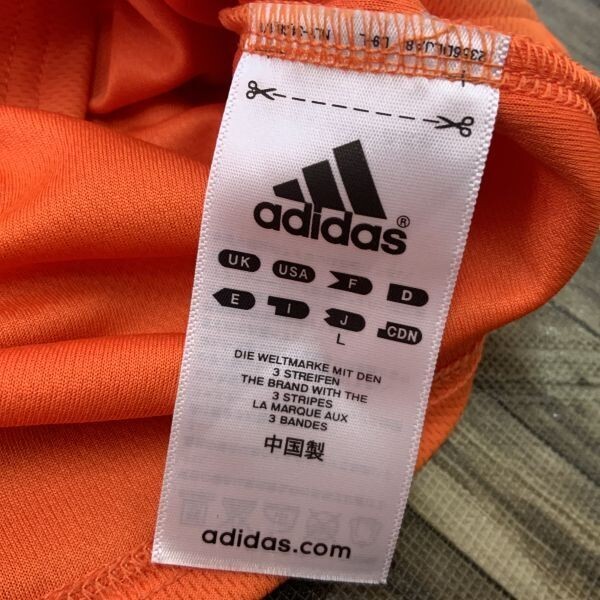 adidas®
UK USA F D
E I J CDN
L
DIE WELTMARKE MIT DEN
3 STREIFEN
THE BRAND WITH THE
3 STRIPES
LA MARQUE AUX
3 BANDES
中国製
adidas.com